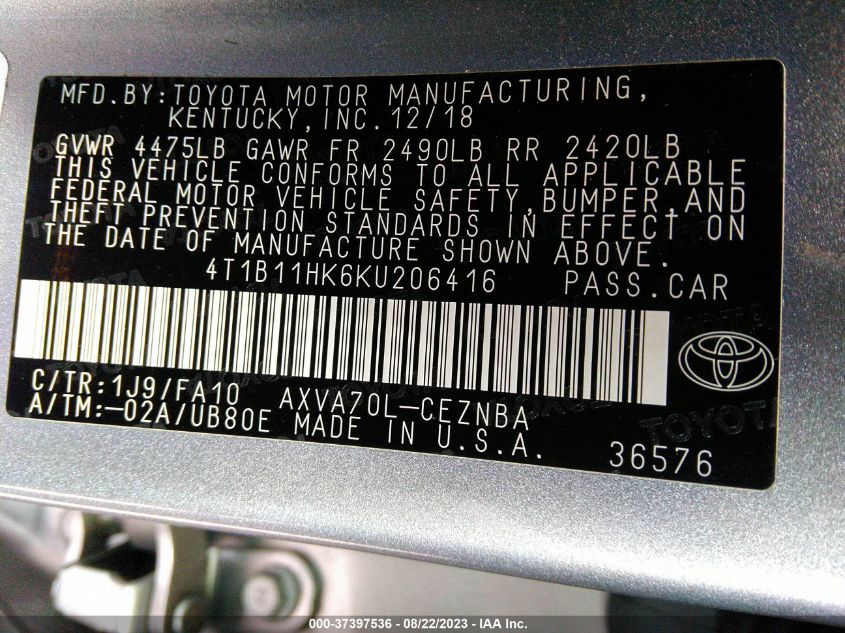 MFD.BY:TOYOTA MOTOR MANUFACTURING,
KENTUCKY,INC.12/18
GVWR 4475LB GAWR FR 2490LB RR 2420LB
THIS VEHICLE CONFORMS TO ALL APPLICABLE
FEDERAL MOTOR VEHICLE SAFETY,BUMPER,AND
THEFT PREVENTION STANDARDS IN EFFECT ON
THE DATE OF MANUFACTURE SHOWN ABOVE.
4T1B11HK6KU206416 PASS.CAR
C/TR:1J9/FA10 AXVA70L-CEZNBA
A/TM:-02A/UB80E MADE IN U.S.A.
36576
000-37397536 - 08/22/2023 - IAA Inc.